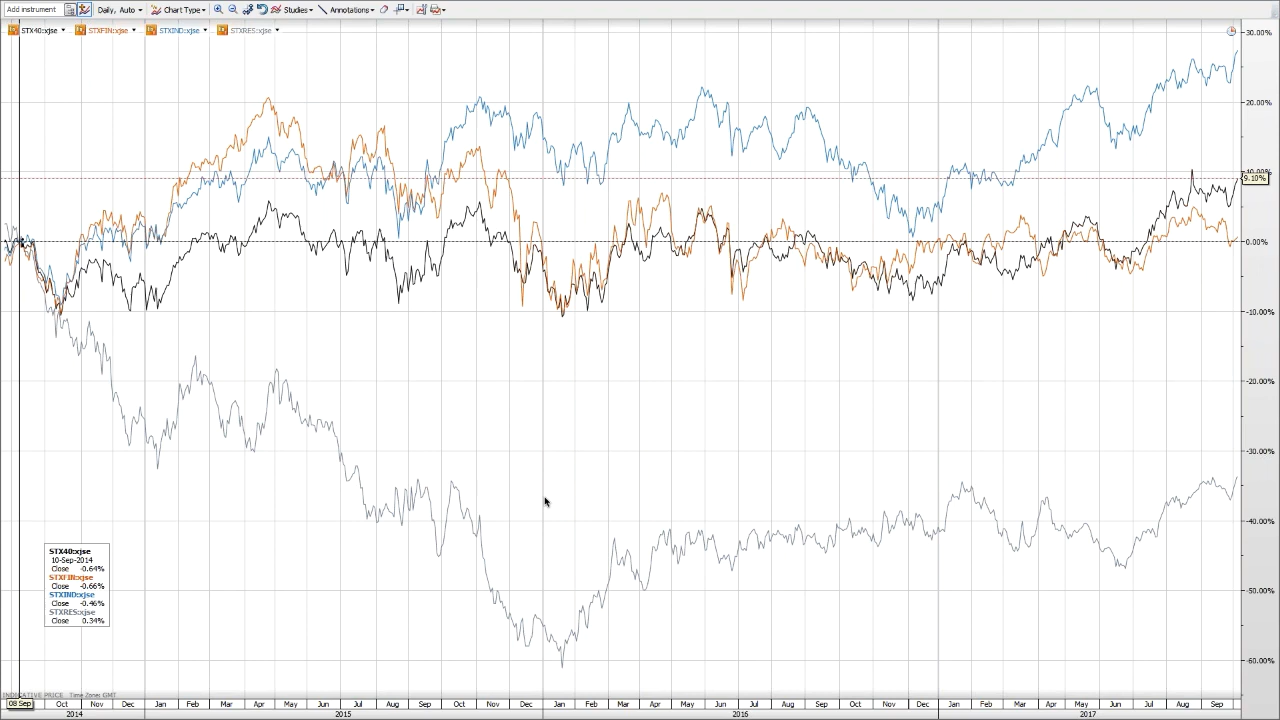 Add instrument Daily, Auto Chart Type Studies Annotations
STX40:xjse STXFIN:xjse STXIND:xjse STXRES:xjse
30.00%
20.00%
10.00%
9.10%
0.00%
-10.00%
-20.00%
-30.00%
-40.00%
-50.00%
-60.00%
STX40:xjse
10-Sep-2014
Close -0.64%
STXFIN:xjse
Close -0.66%
STXIND:xjse
Close -0.46%
STXRES:xjse
Close 0.34%
INDICATIVE PRICE Time Zone: GMT
08 Sep Oct Nov Dec Jan Feb Mar Apr May Jun Jul Aug Sep Oct Nov Dec Jan Feb Mar Apr May Jun Jul Aug Sep Oct Nov Dec Jan Feb Mar Apr May Jun Jul Aug Sep
2014 2015 2016 2017